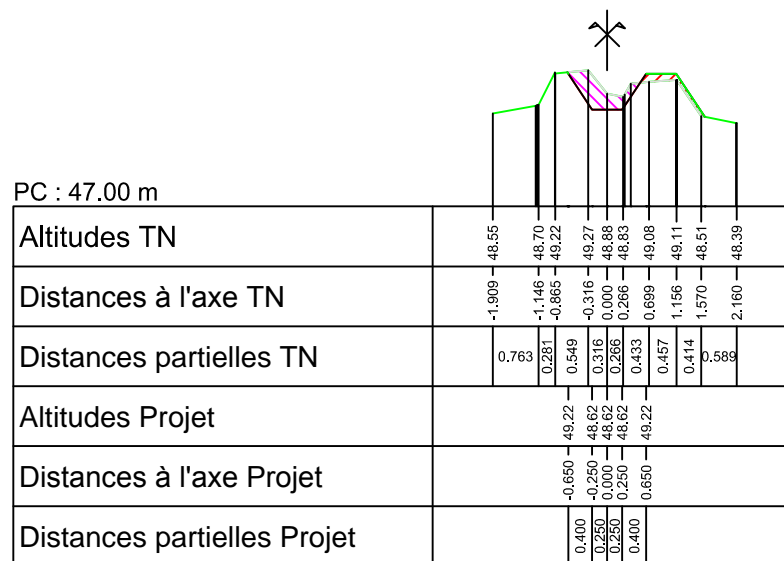 PC : 47.00 m
Altitudes TN 48.55 48.70 49.22 49.27 48.88 48.83 49.08 49.11 48.51 48.39
Distances à l'axe TN -1.909 -1.146 -0.865 -0.316 0.000 0.266 0.699 1.156 1.570 2.160
Distances partielles TN 0.763 0.281 0.549 0.316 0.266 0.433 0.457 0.414 0.589
Altitudes Projet 49.22 48.62 48.62 48.62 49.22
Distances à l'axe Projet -0.650 -0.250 0.000 0.250 0.650
Distances partielles Projet 0.400 0.250 0.250 0.400